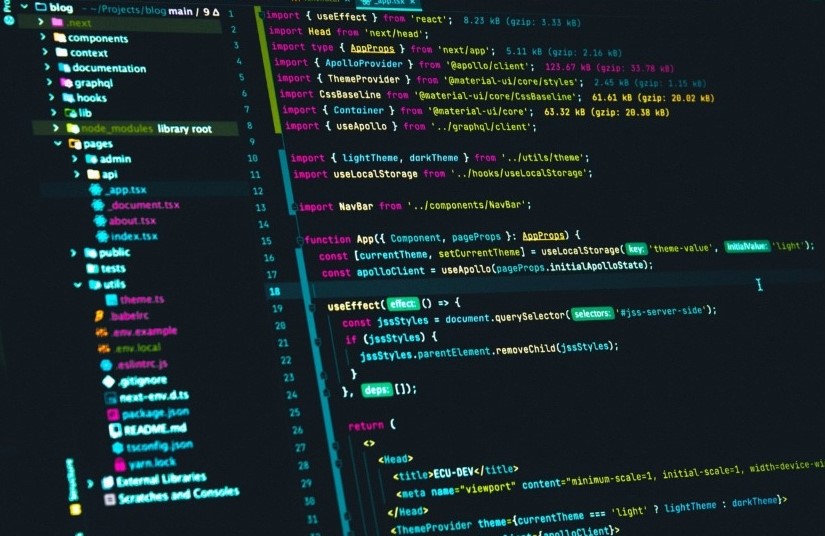 blog ~/Projects/blog main / 9 Δ
.next
components
context
documentation
graphql
hooks
lib
node_modules library root
pages
admin
api
_app.tsx
_document.tsx
about.tsx
index.tsx
public
tests
utils
theme.ts
.babelrc
.env.example
.env.local
.eslintrc.js
.gitignore
next-env.d.ts
package.json
README.md
tsconfig.json
yarn.lock
External Libraries
Scratches and Consoles
Structure
_app.tsx
1 import { useEffect } from 'react'; 8.23 kB (gzip: 3.33 kB)
2 import Head from 'next/head';
3 import type { AppProps } from 'next/app'; 5.11 kB (gzip: 2.16 kB)
4 import { ApolloProvider } from '@apollo/client'; 123.67 kB (gzip: 33.78 kB)
5 import { ThemeProvider } from '@material-ui/core/styles'; 2.45 kB (gzip: 1.15 kB)
6 import CssBaseline from '@material-ui/core/CssBaseline'; 61.61 kB (gzip: 20.02 kB)
7 import { Container } from '@material-ui/core'; 63.32 kB (gzip: 20.38 kB)
8 import { useApollo } from '../graphql/client';
9
10 import { lightTheme, darkTheme } from '../utils/theme';
11 import useLocalStorage from '../hooks/useLocalStorage';
12
13 import NavBar from '../components/NavBar';
14
15 function App({ Component, pageProps }: AppProps) {
16 const [currentTheme, setCurrentTheme] = useLocalStorage( key: 'theme-value', initialValue: 'light');
17 const apolloClient = useApollo(pageProps.initialApolloState);
18
19 useEffect( effect: () => {
20 const jssStyles = document.querySelector( selectors: '#jss-server-side');
21 if (jssStyles) {
22 jssStyles.parentElement.removeChild(jssStyles);
23 }
24 }, deps: []);
25
26 return (
27 <>
28 <Head>
29 <title>ECU-DEV</title>
30 <meta name="viewport" content="minimum-scale=1, initial-scale=1, width=device-wi
31 </Head>
<ThemeProvider theme={currentTheme === 'light' ? lightTheme : darkTheme}>